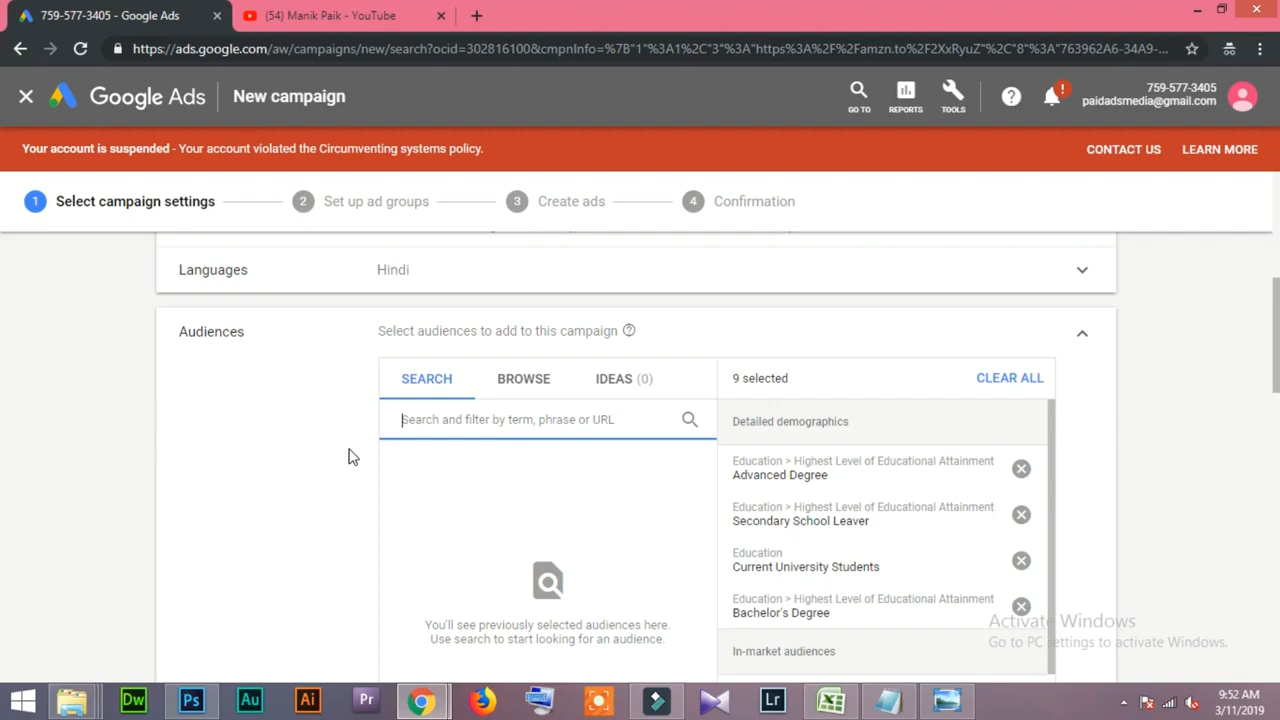 759-577-3405 - Google Ads
(54) Manik Paik - YouTube
https://ads.google.com/aw/campaigns/new/search?ocid=302816100&cmpnInfo=%7B"1"%3A1%2C"3"%3A"https%3A%2F%2Famzn.to%2F2XxRyuZ"%2C"8"%3A"763962A6-34A9-...
Google Ads
New campaign
GO TO
REPORTS
TOOLS
759-577-3405
paidadsmedia@gmail.com
Your account is suspended - Your account violated the Circumventing systems policy.
CONTACT US
LEARN MORE
1 Select campaign settings
2 Set up ad groups
3 Create ads
4 Confirmation
Languages
Hindi
Audiences
Select audiences to add to this campaign
SEARCH
BROWSE
IDEAS (0)
9 selected
CLEAR ALL
Search and filter by term, phrase or URL
Detailed demographics
Education > Highest Level of Educational Attainment
Advanced Degree
Education > Highest Level of Educational Attainment
Secondary School Leaver
Education
Current University Students
Education > Highest Level of Educational Attainment
Bachelor's Degree
You'll see previously selected audiences here.
Use search to start looking for an audience.
In-market audiences
Activate Windows
Go to PC settings to activate Windows.
Dw
Ps
Au
Ai
Pr
Lr
9:52 AM
3/11/2019